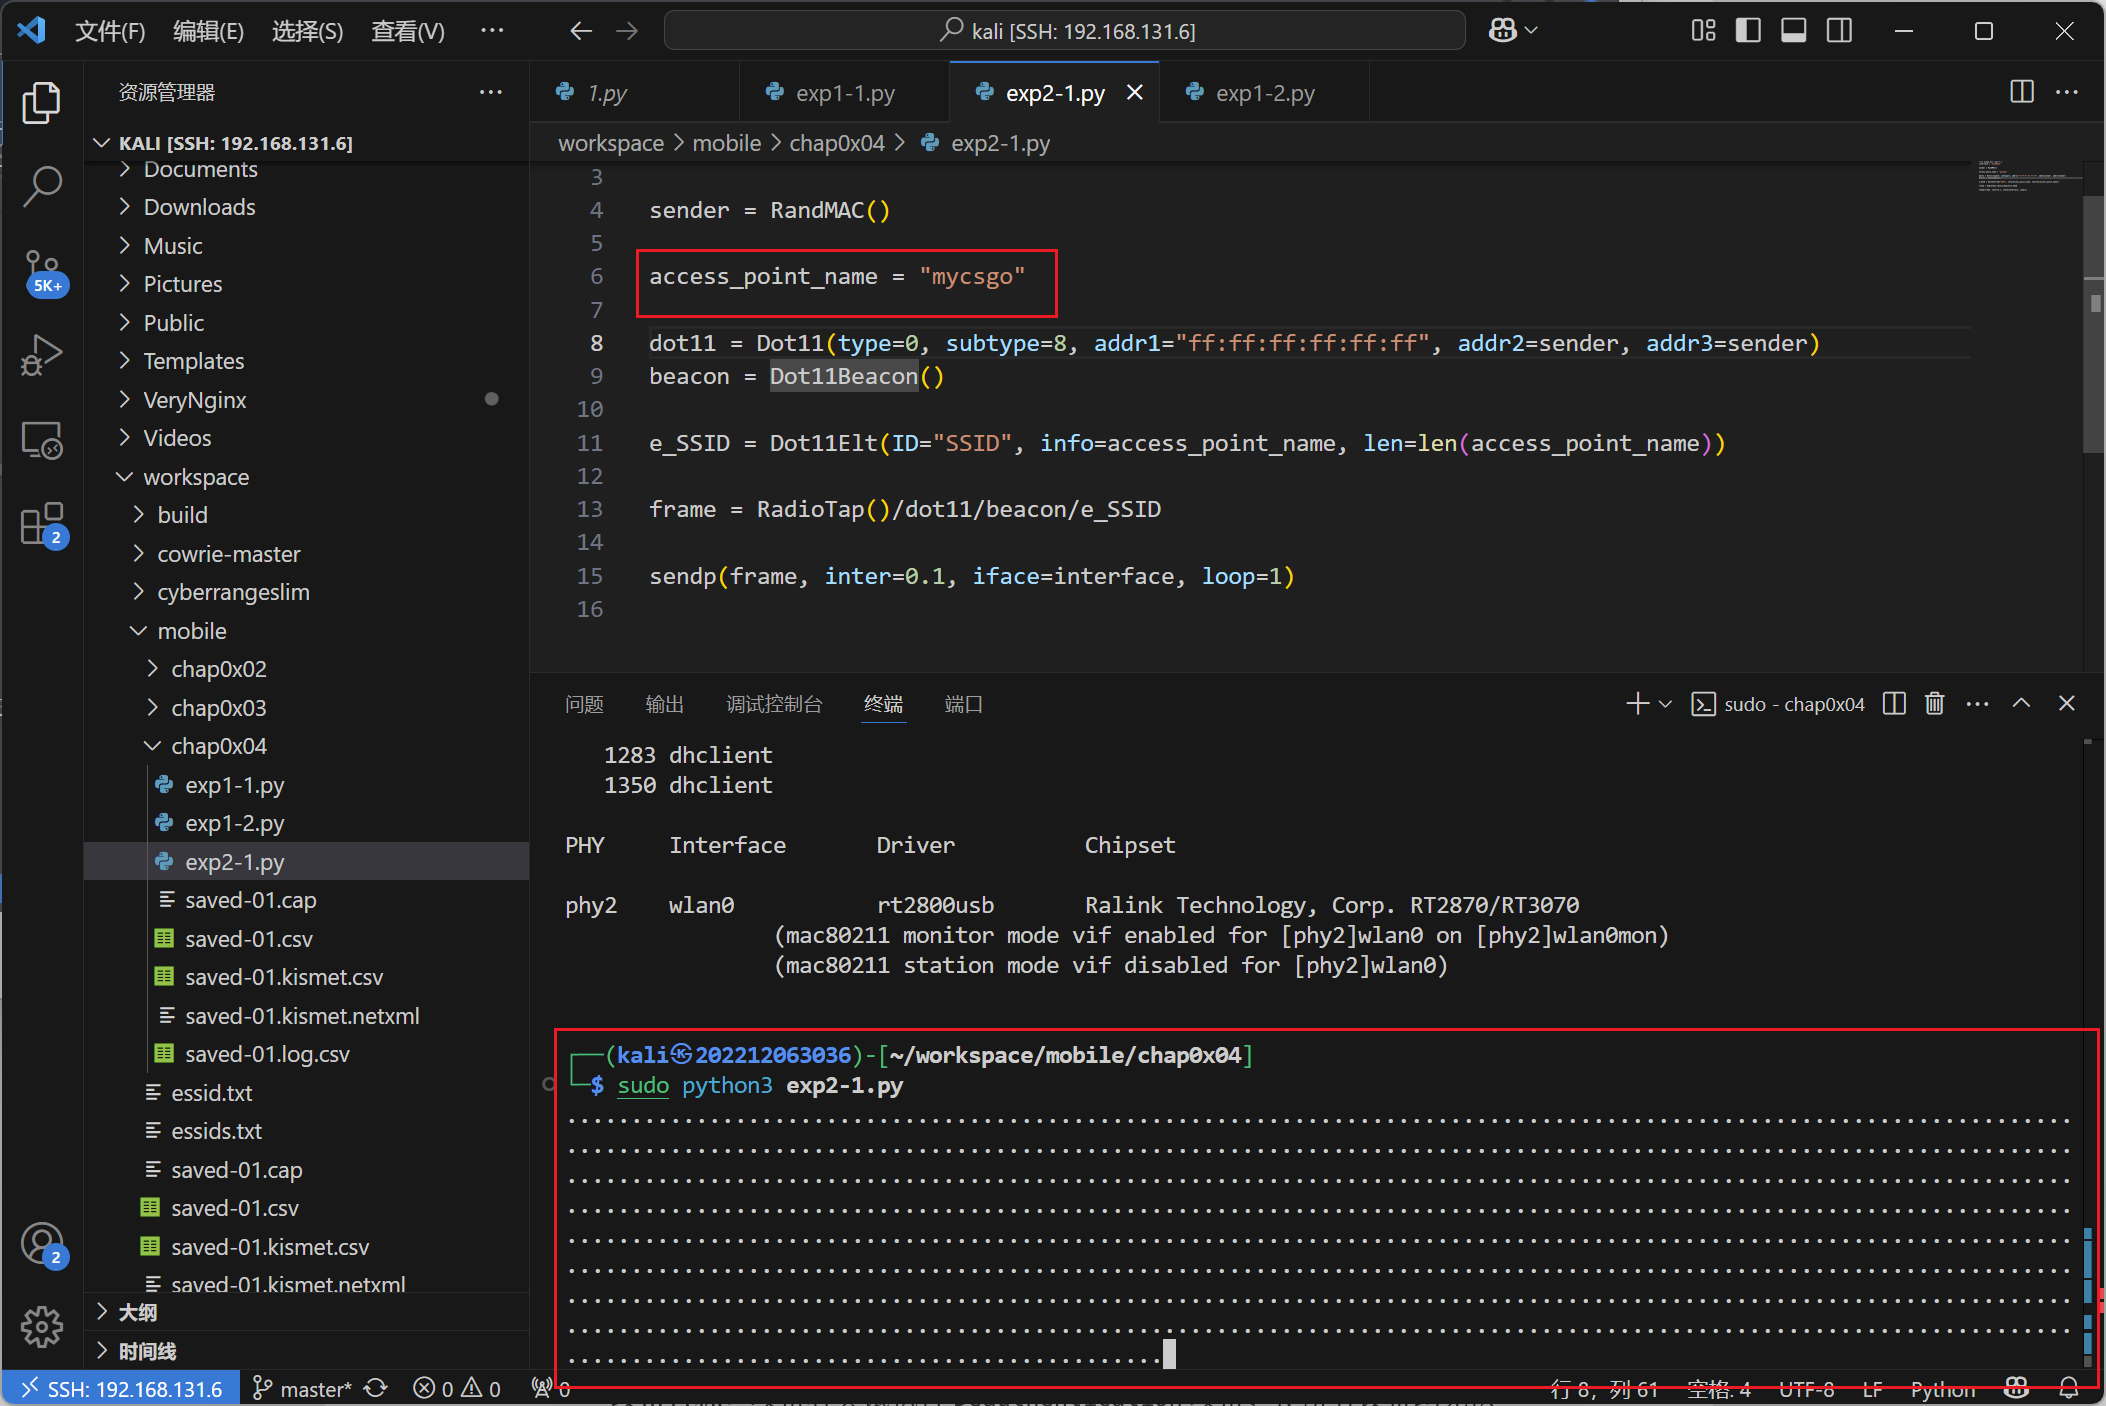 文件(F) 编辑(E) 选择(S) 查看(V) ··· kali [SSH: 192.168.131.6]
资源管理器 ···
1.py exp1-1.py exp2-1.py exp1-2.py ···
KALI [SSH: 192.168.131.6]
workspace > mobile > chap0x04 > exp2-1.py
Documents
Downloads
Music
Pictures
Public
Templates
VeryNginx
Videos
workspace
build
cowrie-master
cyberrangeslim
mobile
chap0x02
chap0x03
chap0x04
exp1-1.py
exp1-2.py
exp2-1.py
saved-01.cap
saved-01.csv
saved-01.kismet.csv
saved-01.kismet.netxml
saved-01.log.csv
essid.txt
essids.txt
saved-01.cap
saved-01.csv
saved-01.kismet.csv
saved-01.kismet.netxml
大纲
时间线
5K+
2
2
3
4 sender = RandMAC()
5
6 access_point_name = "mycsgo"
7
8 dot11 = Dot11(type=0, subtype=8, addr1="ff:ff:ff:ff:ff:ff", addr2=sender, addr3=sender)
9 beacon = Dot11Beacon()
10
11 e_SSID = Dot11Elt(ID="SSID", info=access_point_name, len=len(access_point_name))
12
13 frame = RadioTap()/dot11/beacon/e_SSID
14
15 sendp(frame, inter=0.1, iface=interface, loop=1)
16
问题 输出 调试控制台 终端 端口 sudo - chap0x04 ···
1283 dhclient
1350 dhclient
PHY Interface Driver Chipset
phy2 wlan0 rt2800usb Ralink Technology, Corp. RT2870/RT3070
(mac80211 monitor mode vif enabled for [phy2]wlan0 on [phy2]wlan0mon)
(mac80211 station mode vif disabled for [phy2]wlan0)
(kali㉿202212063036)-[~/workspace/mobile/chap0x04]
$ sudo python3 exp2-1.py
SSH: 192.168.131.6 master* 0 0 0 行 8，列 61 空格: 4 UTF-8 LF Python